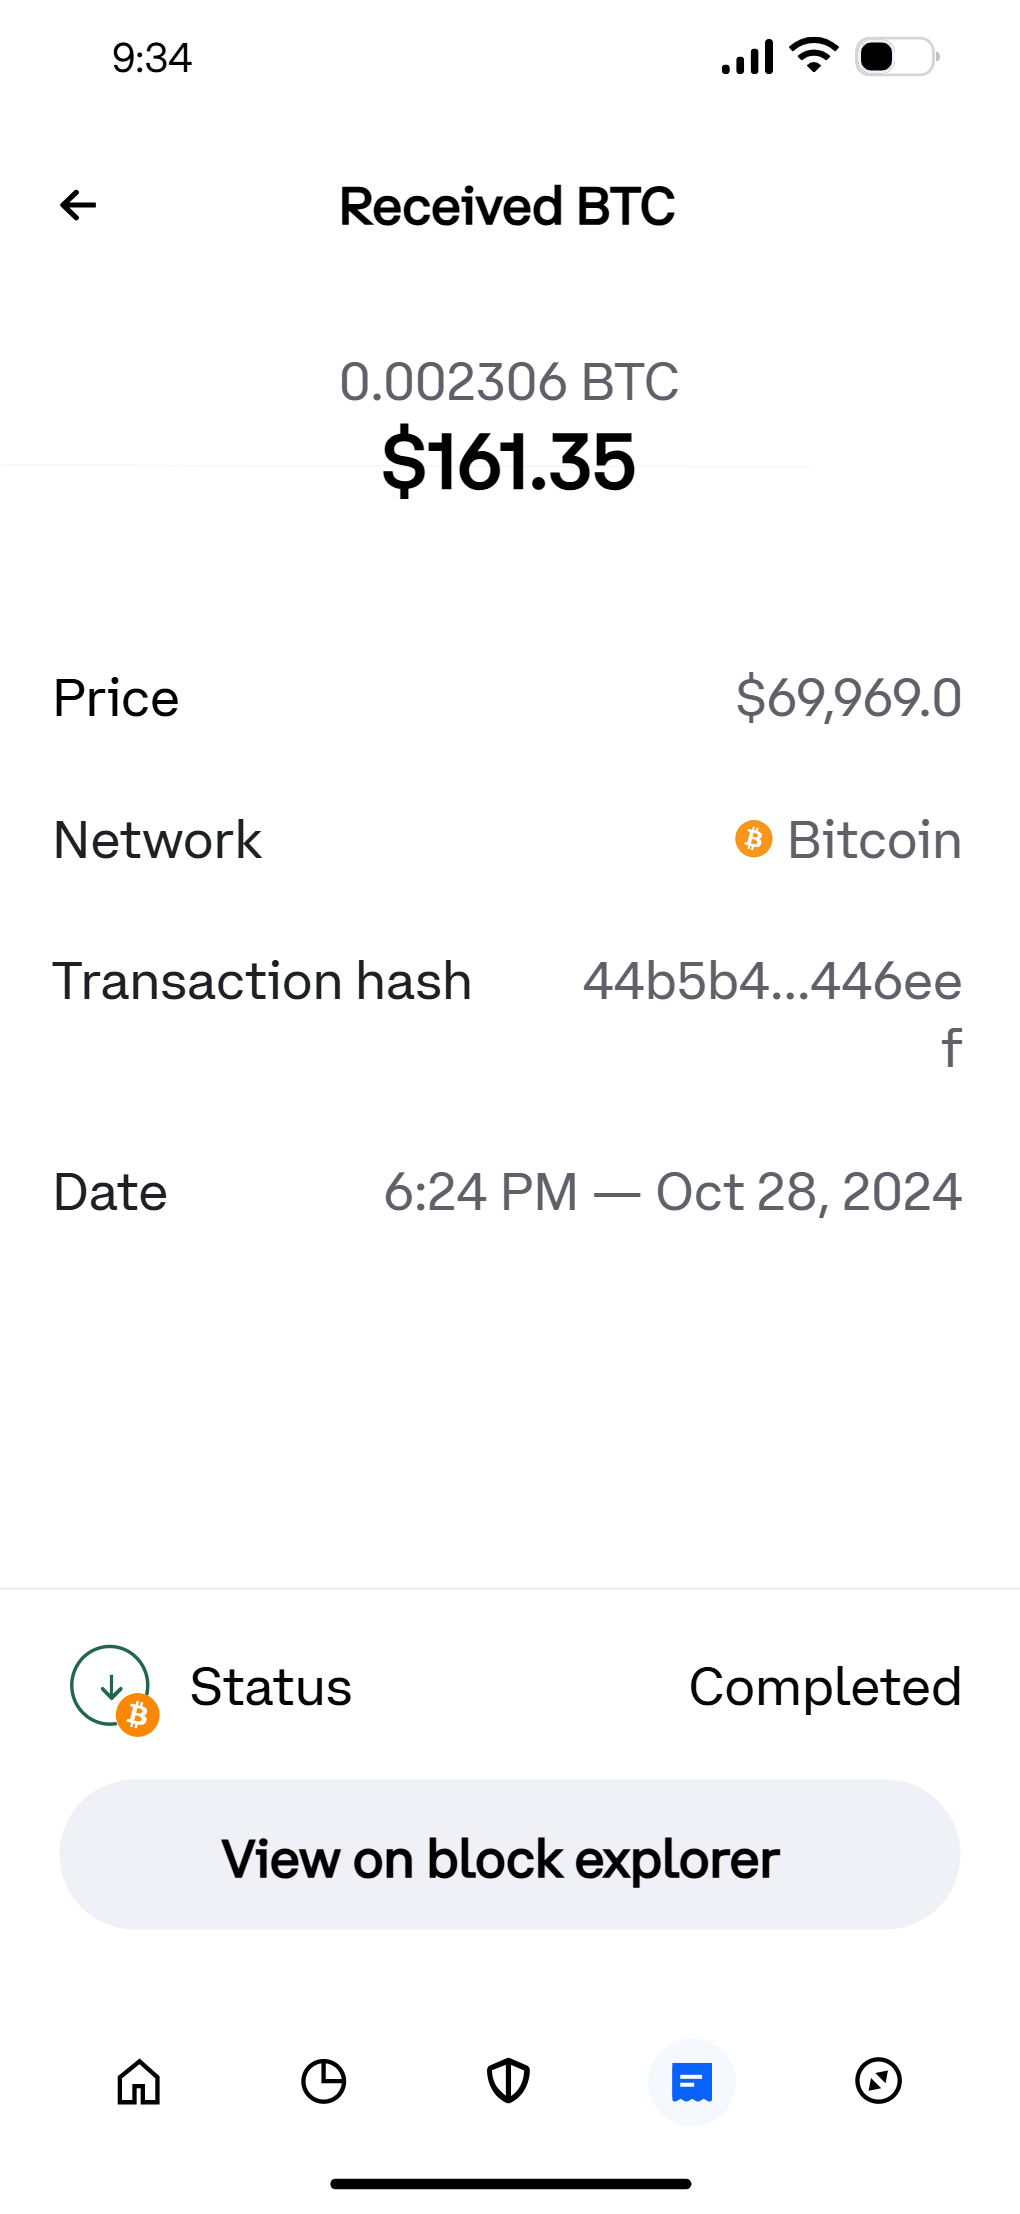 9:34
Received BTC
0.002306 BTC
$161.35
Price $69,969.0
Network Bitcoin
Transaction hash 44b5b4...446ee
f
Date 6:24 PM — Oct 28, 2024
Status Completed
View on block explorer